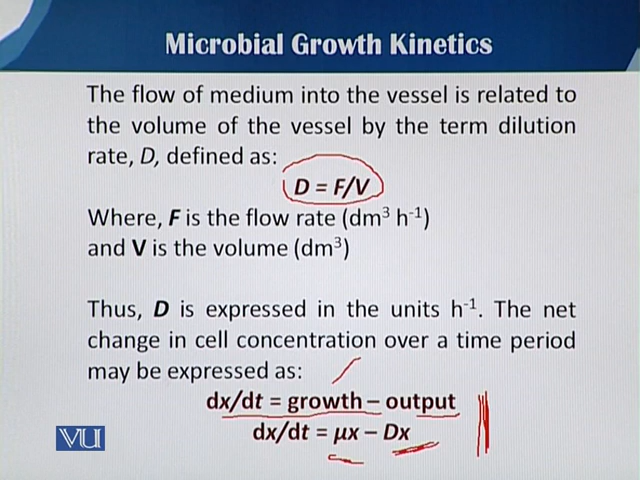 Microbial Growth Kinetics
The flow of medium into the vessel is related to
the volume of the vessel by the term dilution
rate, D, defined as:
D = F/V
Where, F is the flow rate (dm³ h⁻¹)
and V is the volume (dm³)
Thus, D is expressed in the units h⁻¹. The net
change in cell concentration over a time period
may be expressed as:
dx/dt = growth – output
dx/dt = μx – Dx
VU